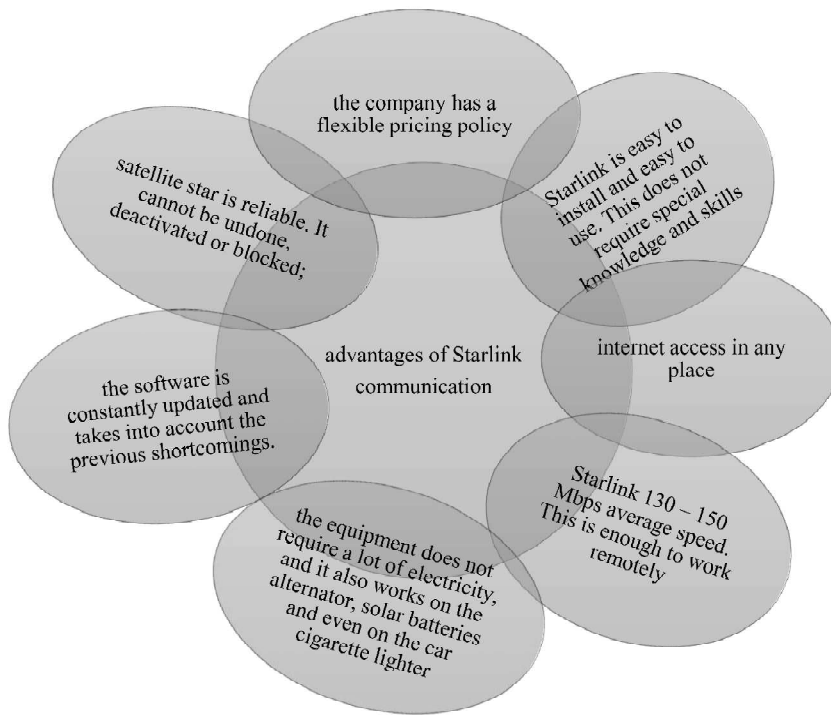 the company has a
flexible pricing policy
Starlink is easy to
install and easy to
use. This does not
require special
knowledge and skills
internet access in any
place
Starlink 130 – 150
Mbps average speed.
This is enough to work
remotely
the equipment does not
require a lot of electricity,
and it also works on the
alternator, solar batteries
and even on the car
cigarette lighter
the software is
constantly updated and
takes into account the
previous shortcomings.
satellite star is reliable. It
cannot be undone,
deactivated or blocked;
advantages of Starlink
communication